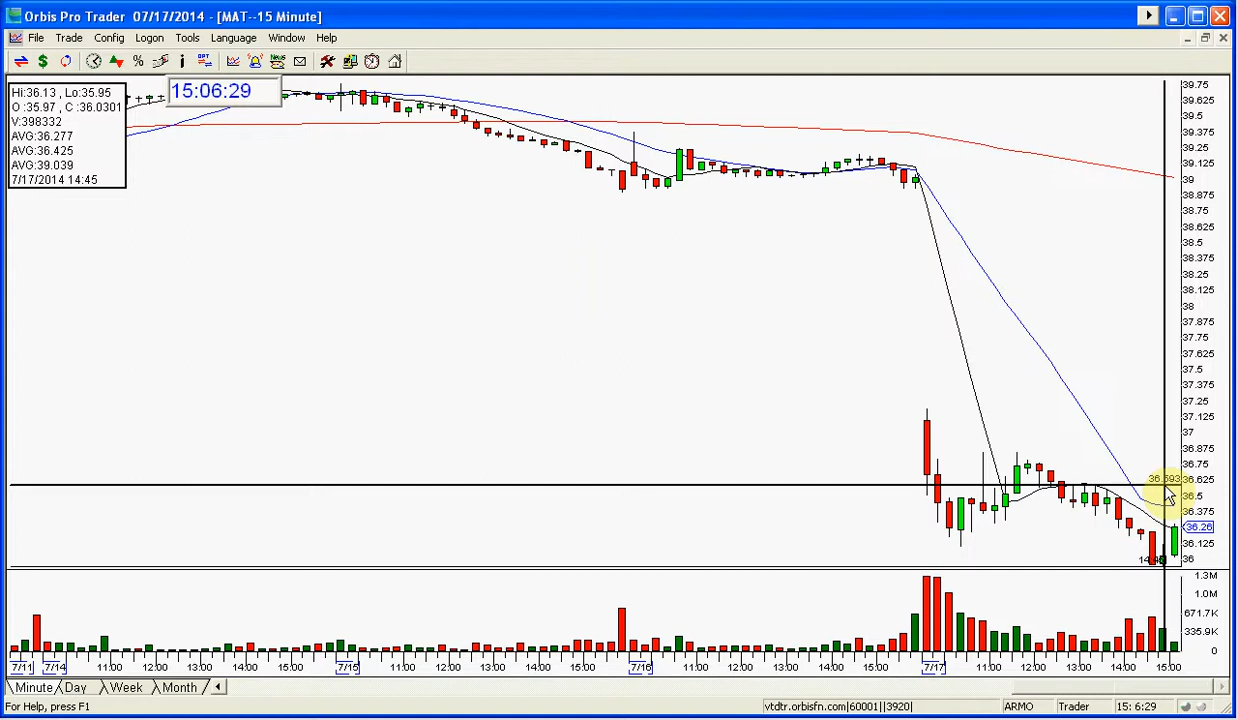 Orbis Pro Trader 07/17/2014 - [MAT--15 Minute]
File Trade Config Logon Tools Language Window Help
15:06:29
Hi:36.13 , Lo:35.95
O :35.97 , C :36.0301
V:398332
AVG:36.277
AVG:36.425
AVG:39.039
7/17/2014 14:45
39.75
39.625
39.5
39.375
39.25
39.125
39
38.875
38.75
38.625
38.5
38.375
38.25
38.125
38
37.875
37.75
37.625
37.5
37.375
37.25
37.125
37
36.875
36.75
36.593 36.625
36.5
36.375
36.26
36.125
36
1.3M
1.0M
671.7K
335.9K
0
7/11 7/14 11:00 12:00 13:00 14:00 15:00 7/15 11:00 12:00 13:00 14:00 15:00 7/16 11:00 12:00 13:00 14:00 15:00 7/17 11:00 12:00 13:00 14:00 15:00
Minute Day Week Month
For Help, press F1 vtdtr.orbisfn.com|60001||3920| ARMO Trader 15: 6:29